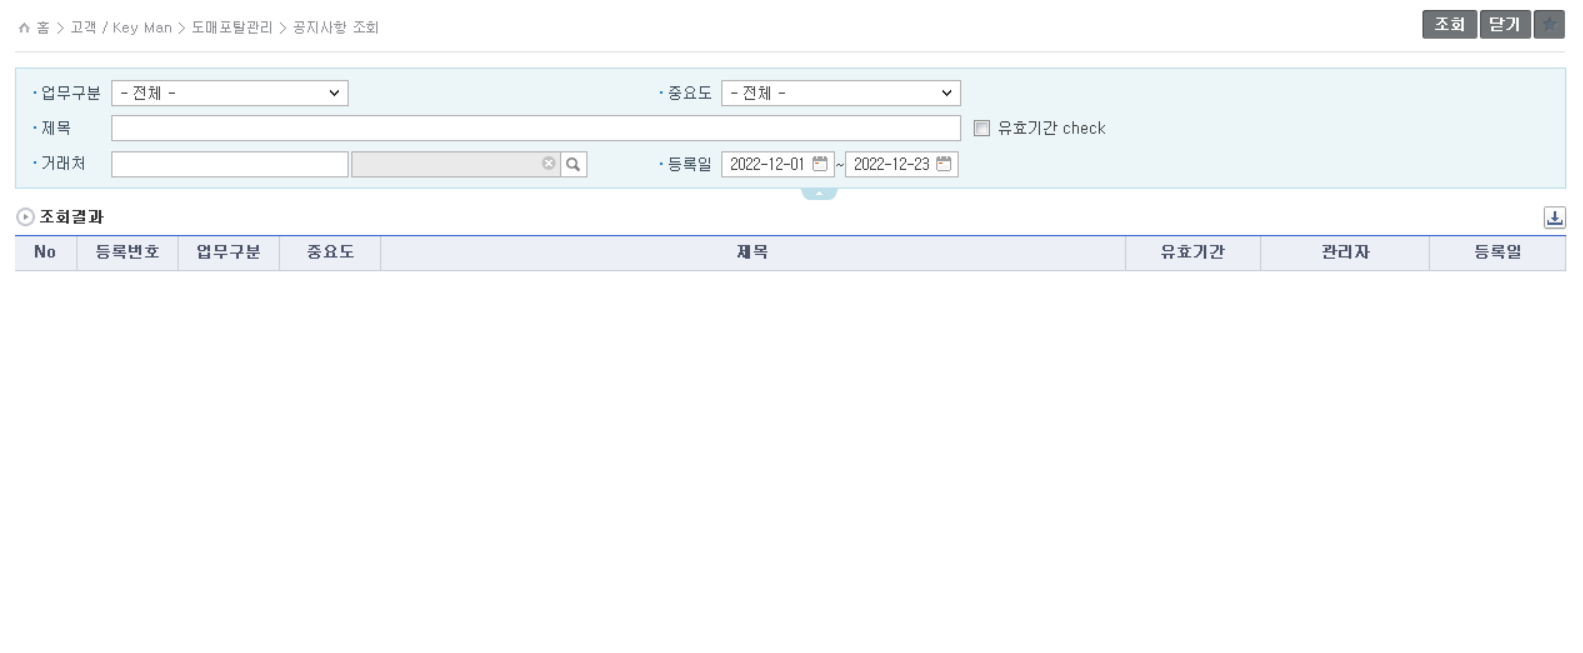 홈 > 고객 / Key Man > 도매포탈관리 > 공지사항 조회
조회 닫기
·업무구분 - 전체 - ·중요도 - 전체 -
·제목 유효기간 check
·거래처 ·등록일 2022-12-01 ~ 2022-12-23
조회결과
No 등록번호 업무구분 중요도 제목 유효기간 관리자 등록일